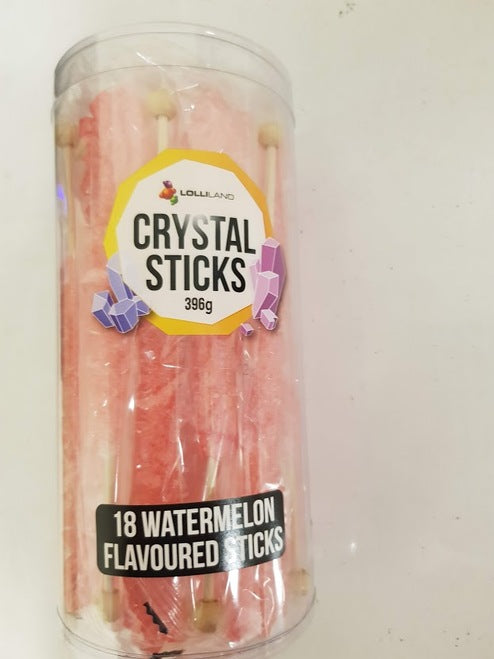 LOLLILAND
CRYSTAL
STICKS
396g
18 WATERMELON
FLAVOURED STICKS